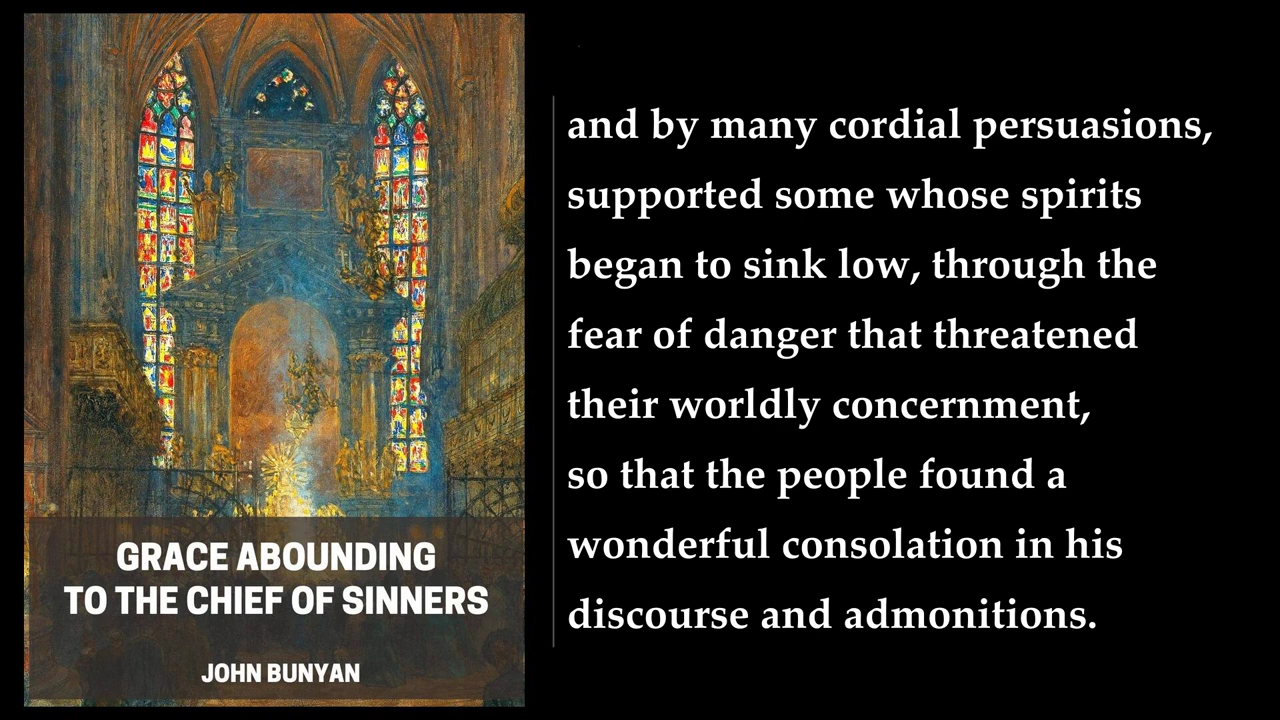 GRACE ABOUNDING
TO THE CHIEF OF SINNERS
JOHN BUNYAN
and by many cordial persuasions,
supported some whose spirits
began to sink low, through the
fear of danger that threatened
their worldly concernment,
so that the people found a
wonderful consolation in his
discourse and admonitions.